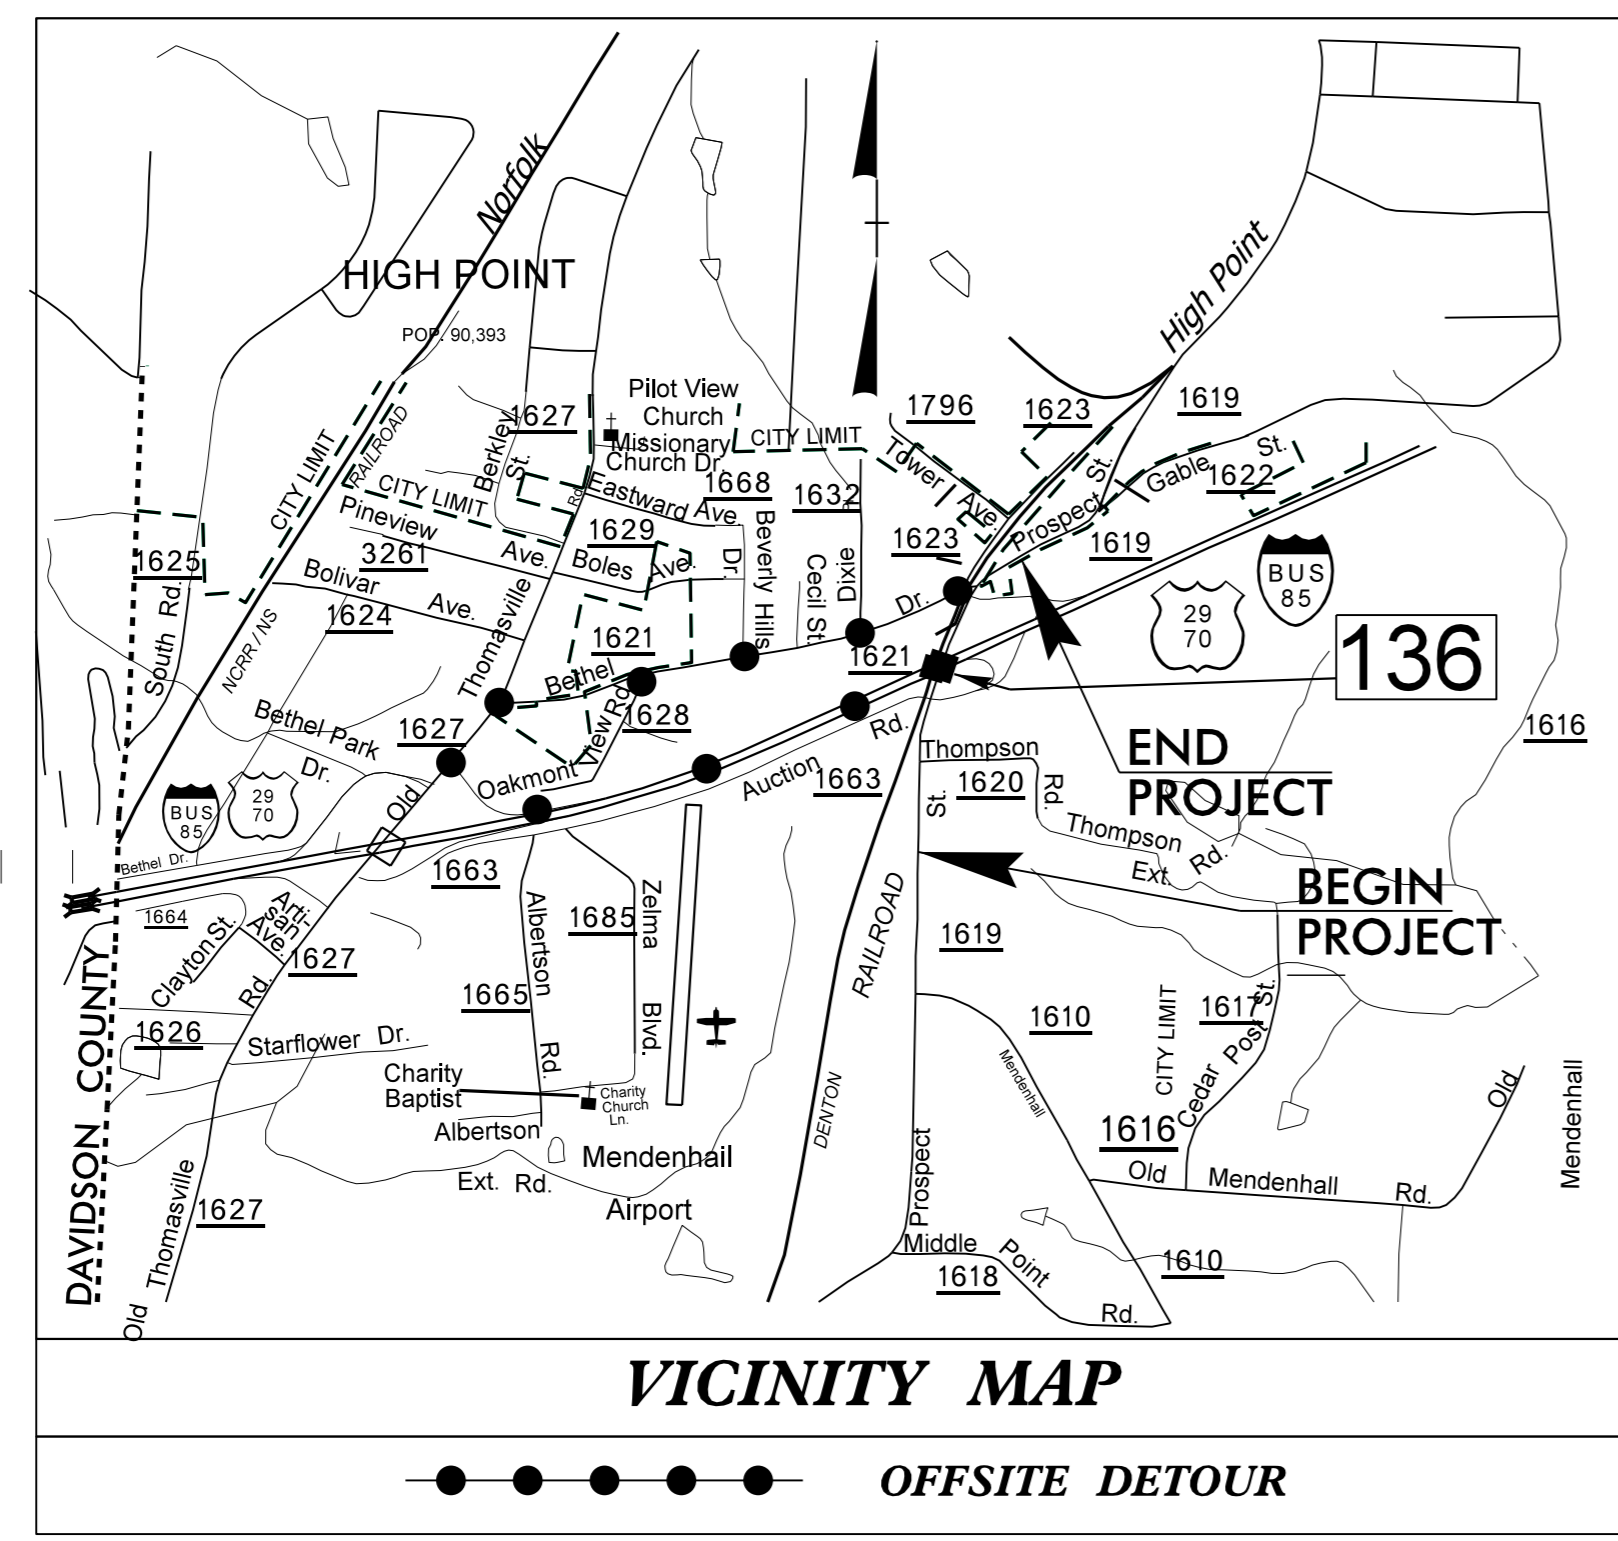 Norfolk
High Point
HIGH POINT
POP. 90,393
Pilot View
Church
Missionary
Church Dr.
1627
Berkley
St.
CITY LIMIT
RAILROAD
CITY LIMIT
CITY LIMIT
1796
1623
1619
Tower
Ave.
St.
Gable
St.
1622
Rd.
Eastward Ave.
1668
1632
Pineview
Ave.
1629
Prospect
1619
1623
1625
3261
Boles
Ave.
Dr.
Beverly Hills
Cecil St.
Dixie
Bolivar
Ave.
1624
South Rd.
NCRR / NS
Thomasville
1621
Dr.
BUS
85
29
70
136
Bethel
1621
Bethel Park
Dr.
1627
View Rd.
1628
Rd.
Oakmont
Auction
1663
Thompson
1620
Rd.
St.
END
PROJECT
1616
BUS
85
29
70
Old
Thompson
Ext.
Rd.
Bethel Dr.
1663
BEGIN
PROJECT
1664
Arti-
san
Ave.
Clayton St.
1627
Rd.
Albertson
1685
Zelma
RAILROAD
1619
1665
1610
CITY LIMIT
1617
Cedar Post St.
1626
Starflower Dr.
Blvd.
Rd.
Charity
Baptist
Charity
Church
Ln.
Mendenhall
DENTON
Old
Mendenhall
DAVIDSON COUNTY
Albertson
Ext. Rd.
Mendenhail
Airport
1616
Old
Mendenhall
Rd.
Prospect
Thomasville
1627
Old
Middle
Point
1618
1610
Rd.
VICINITY MAP
OFFSITE DETOUR